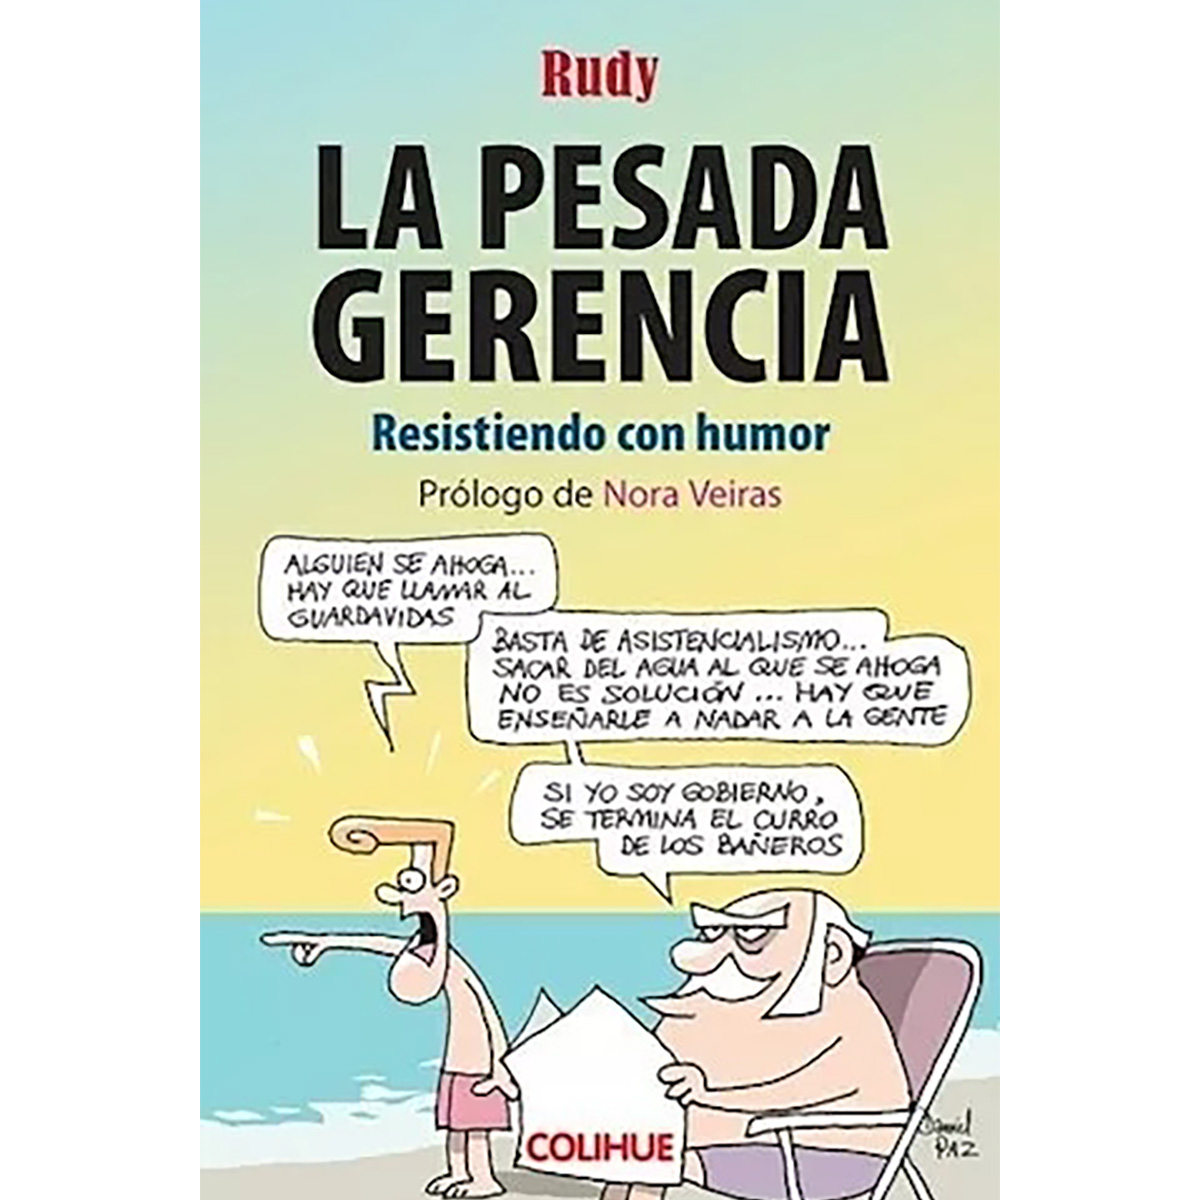 Rudy
LA PESADA
GERENCIA
Resistiendo con humor
Prólogo de Nora Veiras
ALGUIEN SE AHOGA...
HAY QUE LLAMAR AL
GUARDAVIDAS
BASTA DE ASISTENCIALISMO...
SACAR DEL AGUA AL QUE SE AHOGA
NO ES SOLUCIÓN ... HAY QUE
ENSEÑARLE A NADAR A LA GENTE
SI YO SOY GOBIERNO,
SE TERMINA EL CURRO
DE LOS BAÑEROS
Daniel
PAZ
COLIHUE